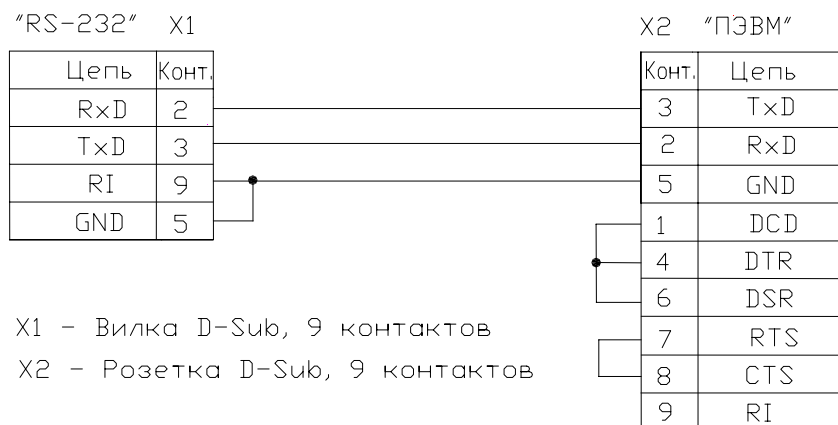 "RS-232" X1
Цепь Конт.
RxD 2
TxD 3
RI 9
GND 5
X2 "ПЭВМ"
Конт. Цепь
3 TxD
2 RxD
5 GND
1 DCD
4 DTR
6 DSR
7 RTS
8 CTS
9 RI
X1 - Вилка D-Sub, 9 контактов
X2 - Розетка D-Sub, 9 контактов